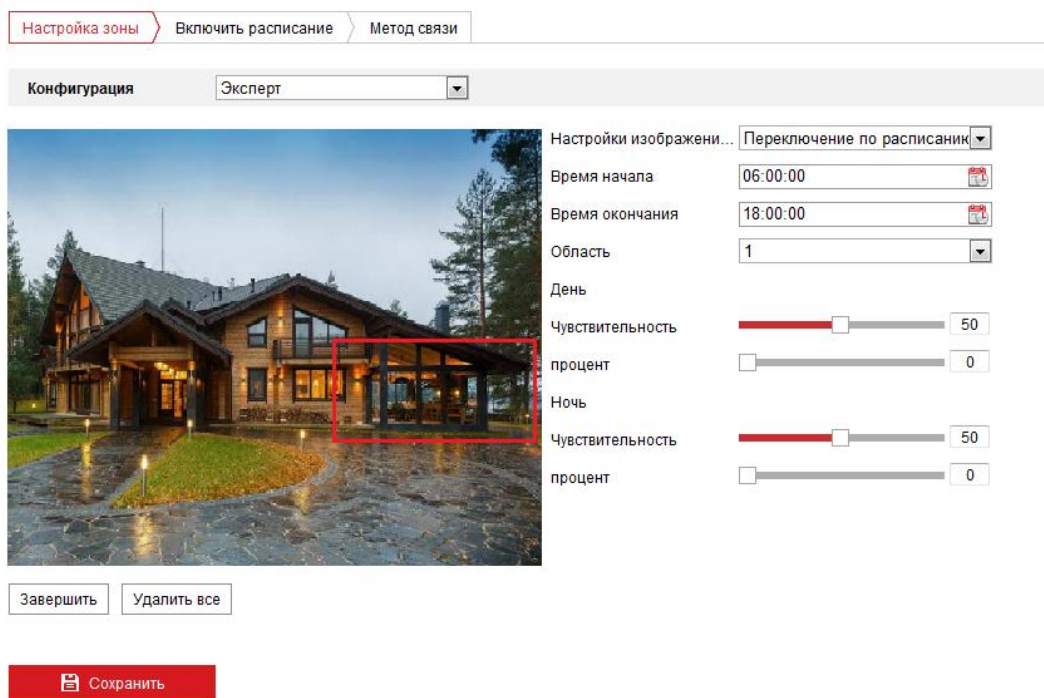 Настройка зоны Включить расписание Метод связи
Конфигурация Эксперт
Настройки изображени... Переключение по расписани
Время начала 06:00:00
Время окончания 18:00:00
Область 1
День
Чувствительность 50
процент 0
Ночь
Чувствительность 50
процент 0
Завершить Удалить все
Сохранить